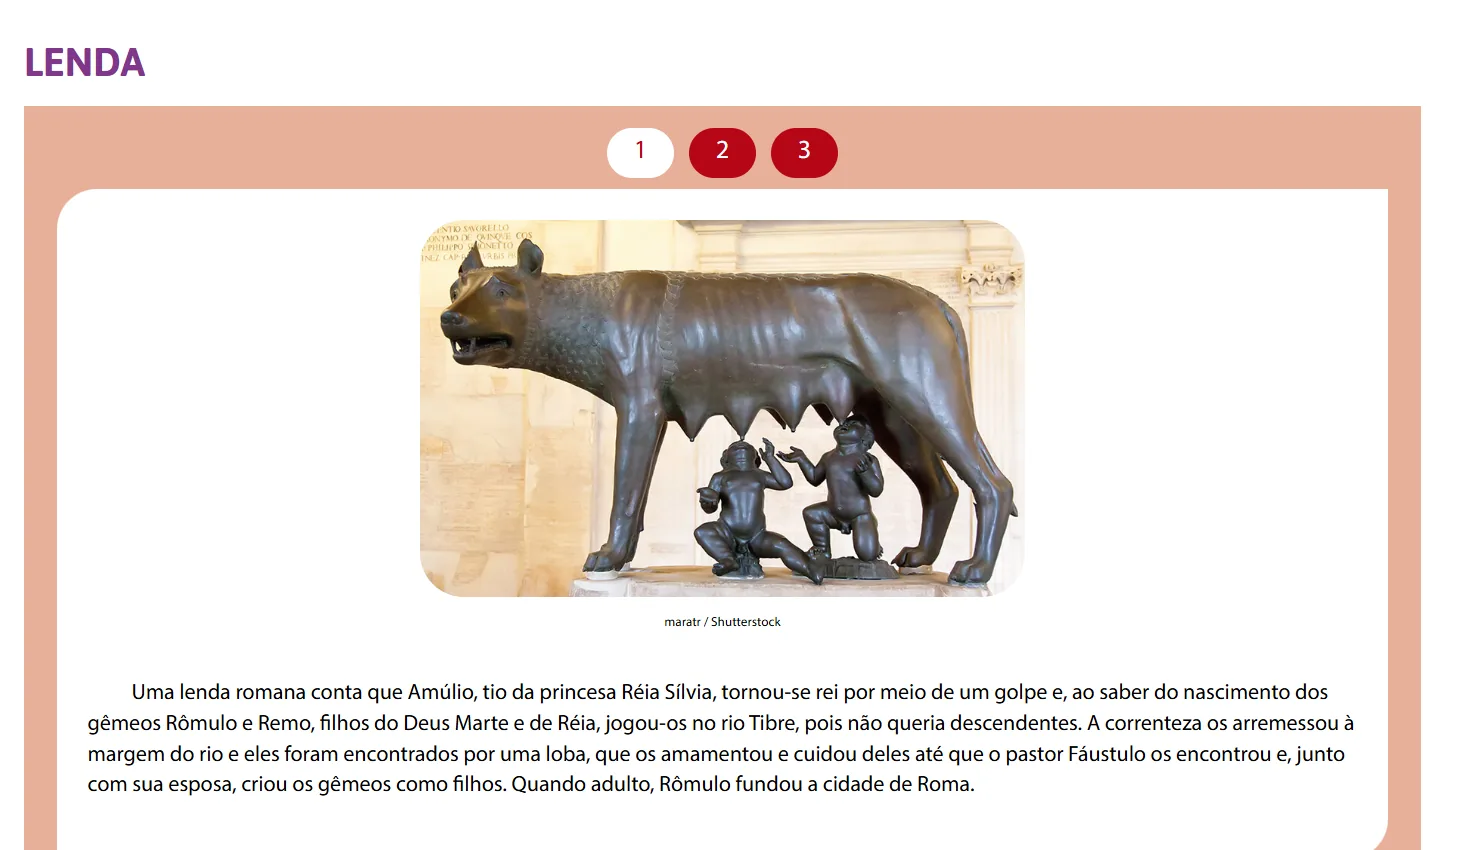 LENDA
1 2 3
NTIO SAVORELLO
PHILIPPO SIMONETTO
maratr / Shutterstock
Uma lenda romana conta que Amúlio, tio da princesa Réia Sílvia, tornou-se rei por meio de um golpe e, ao saber do nascimento dos
gêmeos Rômulo e Remo, filhos do Deus Marte e de Réia, jogou-os no rio Tibre, pois não queria descendentes. A correnteza os arremessou à
margem do rio e eles foram encontrados por uma loba, que os amamentou e cuidou deles até que o pastor Fáustulo os encontrou e, junto
com sua esposa, criou os gêmeos como filhos. Quando adulto, Rômulo fundou a cidade de Roma.